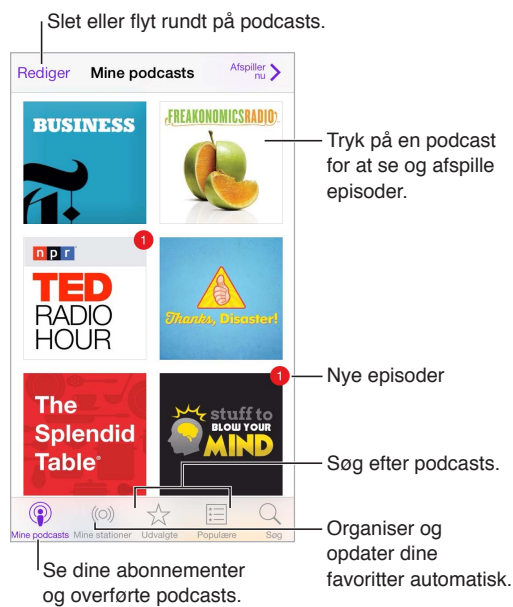 Slet eller flyt rundt på podcasts.
Rediger
Mine podcasts
Afspiller
nu
BUSINESS
FREAKONOMICSRADIO
Tryk på en podcast
for at se og afspille
episoder.
npr
1
TED
RADIO
HOUR
Thanks, Disaster!
Nye episoder
1
The
Splendid
Table®
stuff to
BLOW YOUR
MIND
Søg efter podcasts.
Mine podcasts
Mine stationer
Udvalgte
Populære
Søg
Organiser og
opdater dine
favoritter automatisk.
Se dine abonnementer
og overførte podcasts.